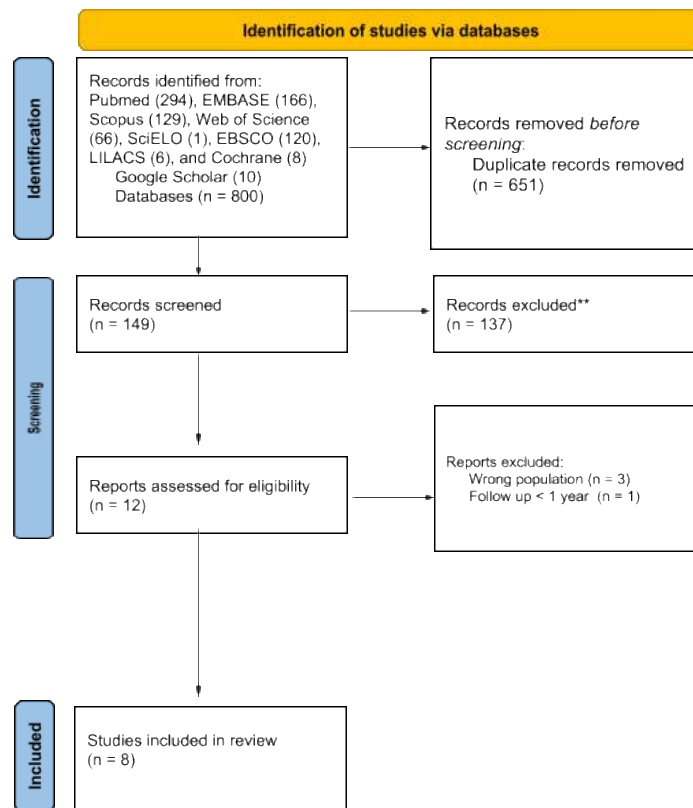 Identification of studies via databases
Identification
Records identified from:
Pubmed (294), EMBASE (166),
Scopus (129), Web of Science
(66), SciELO (1), EBSCO (120),
LILACS (6), and Cochrane (8)
Google Scholar (10)
Databases (n = 800)
Records removed before
screening:
Duplicate records removed
(n = 651)
Screening
Records screened
(n = 149)
Records excluded**
(n = 137)
Reports assessed for eligibility
(n = 12)
Reports excluded:
Wrong population (n = 3)
Follow up < 1 year (n = 1)
Included
Studies included in review
(n = 8)